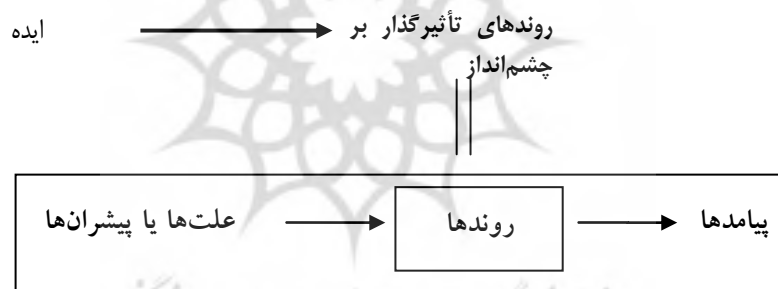 ایده
روندهای تأثیرگذار بر
چشم‌انداز
علت‌ها یا پیشران‌ها
روندها
پیامدها